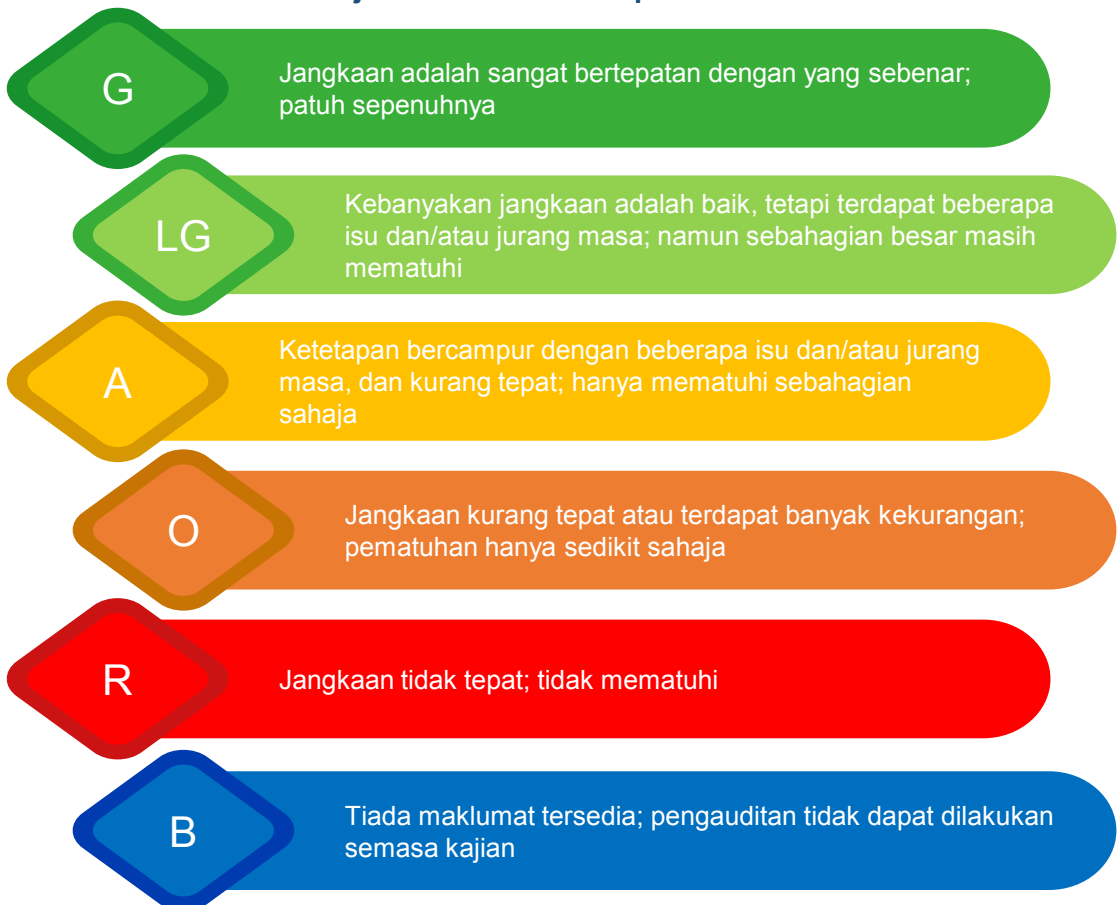 G
Jangkaan adalah sangat bertepatan dengan yang sebenar;
patuh sepenuhnya
LG
Kebanyakan jangkaan adalah baik, tetapi terdapat beberapa
isu dan/atau jurang masa; namun sebahagian besar masih
mematuhi
A
Ketetapan bercampur dengan beberapa isu dan/atau jurang
masa, dan kurang tepat; hanya mematuhi sebahagian
sahaja
O
Jangkaan kurang tepat atau terdapat banyak kekurangan;
pematuhan hanya sedikit sahaja
R
Jangkaan tidak tepat; tidak mematuhi
B
Tiada maklumat tersedia; pengauditan tidak dapat dilakukan
semasa kajian